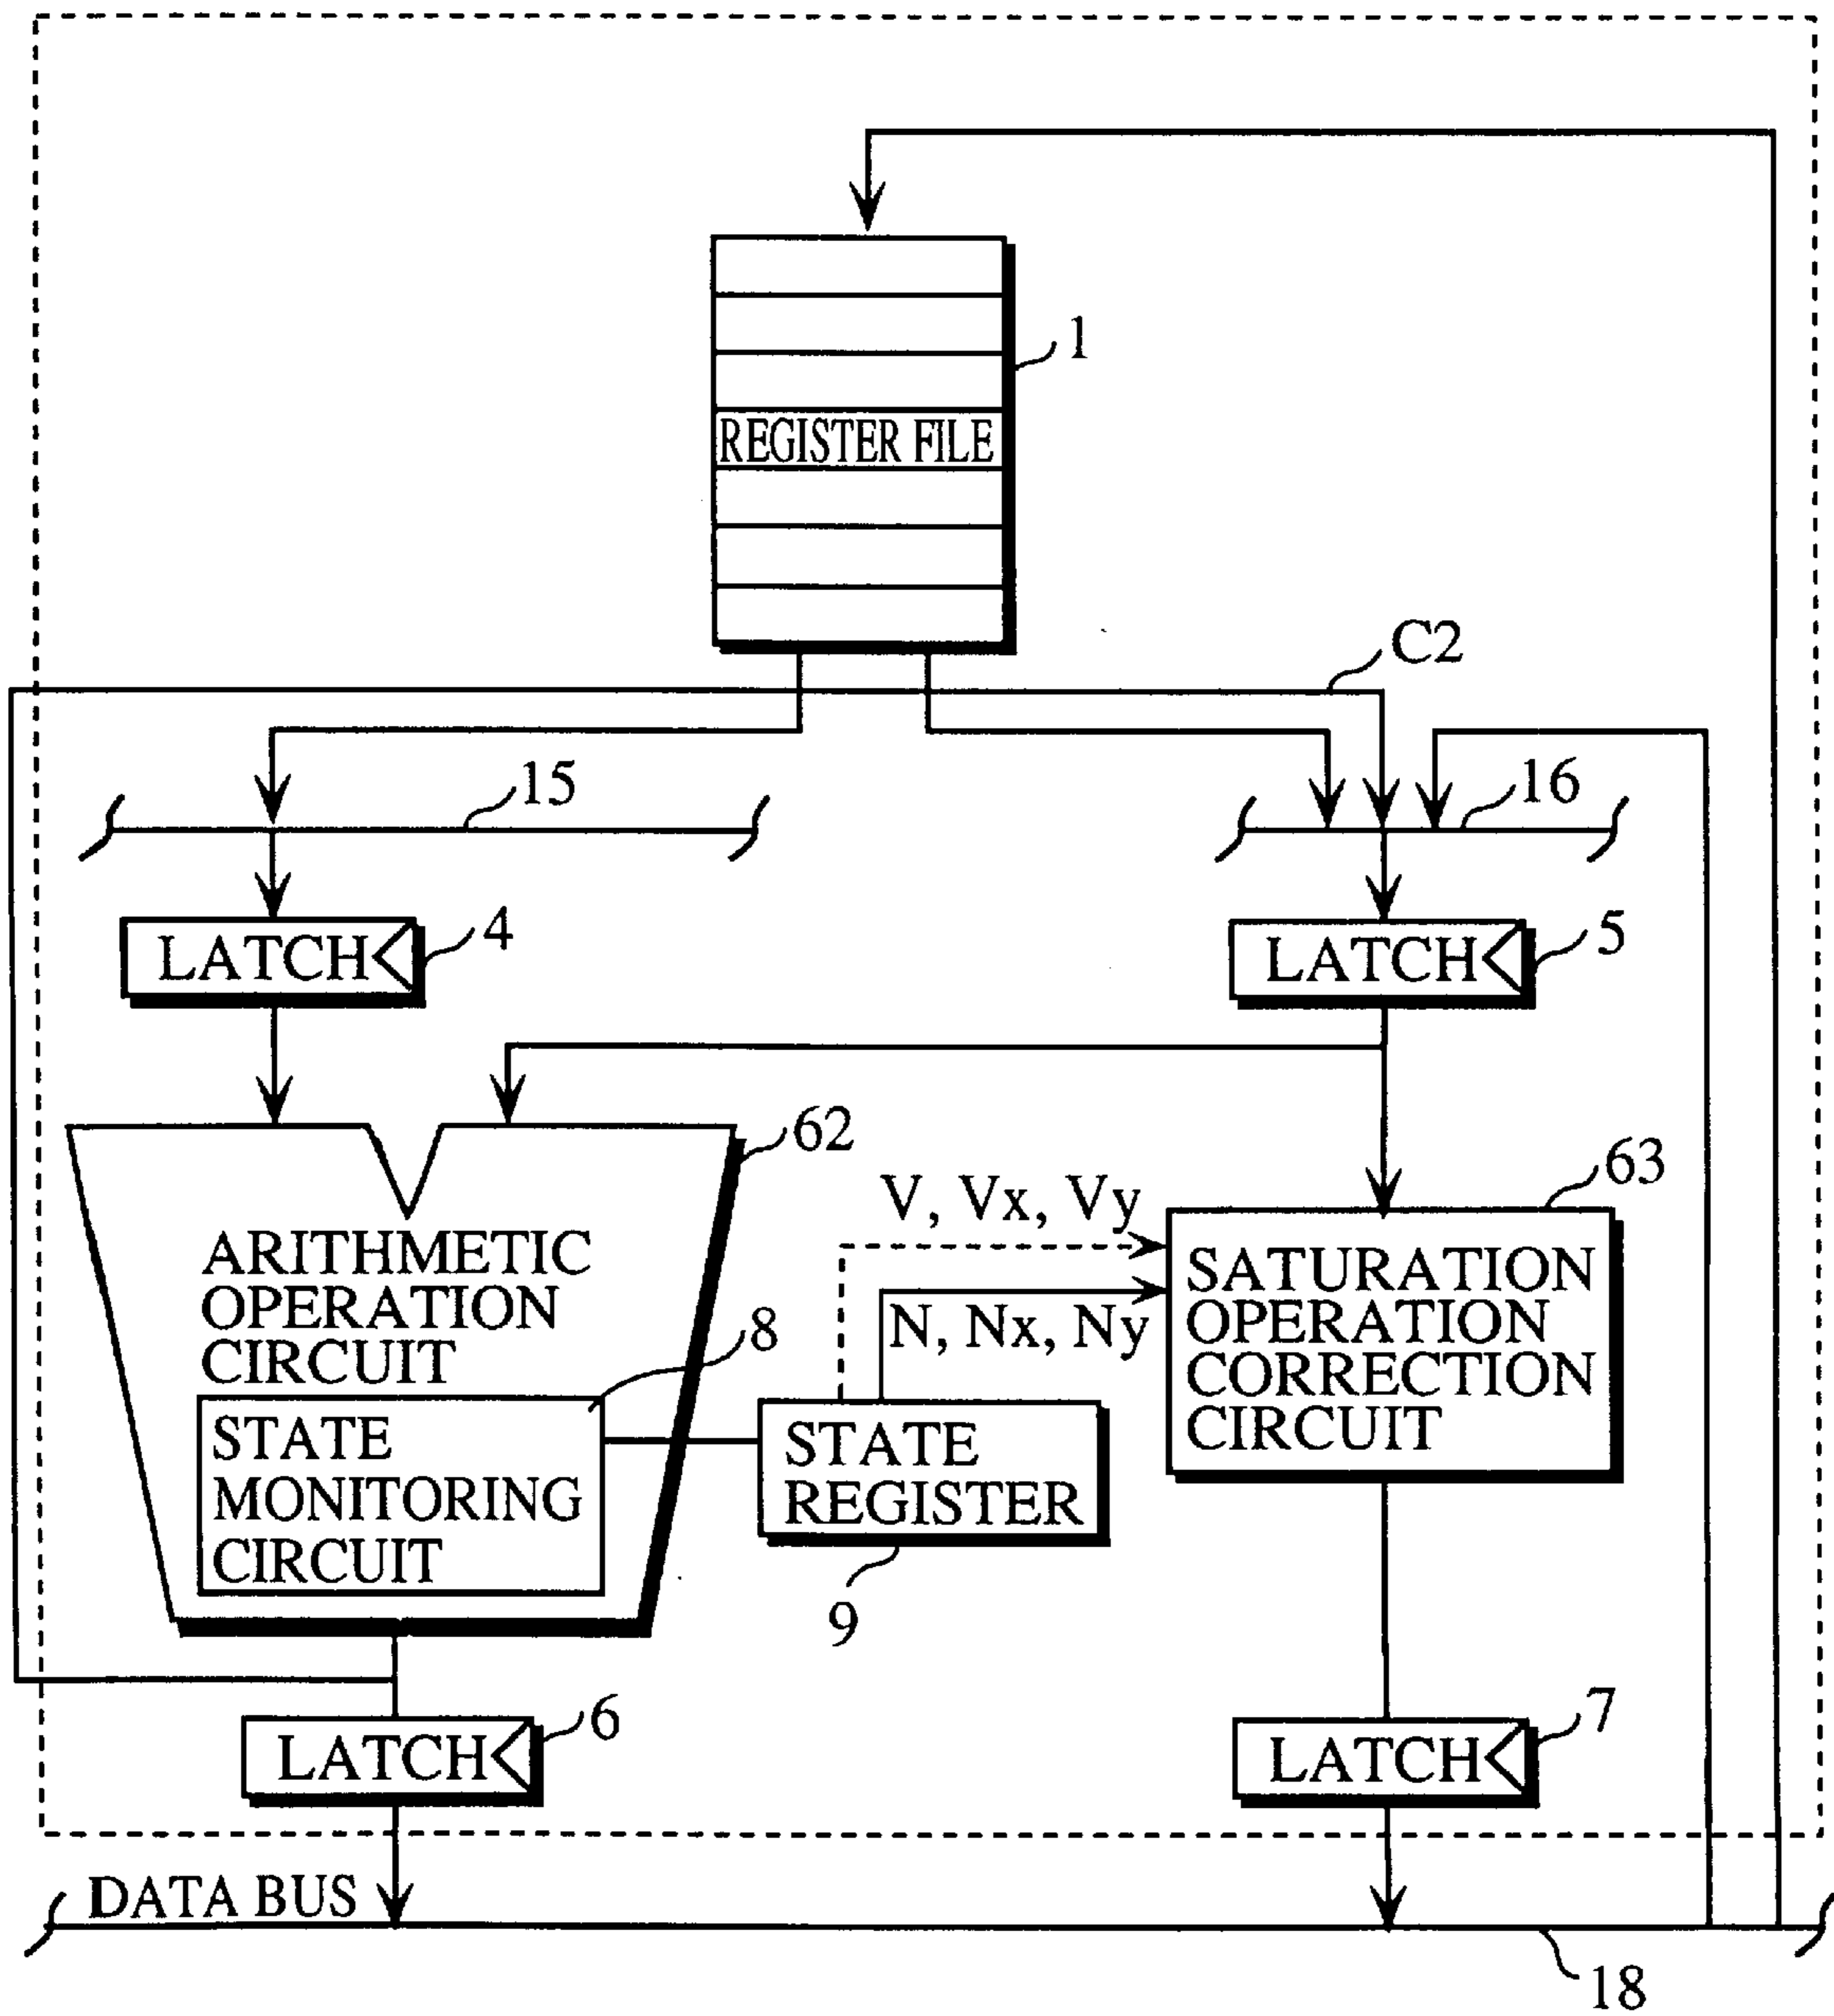 1
REGISTER FILE
C2
15
16
LATCH
4
LATCH
5
62
63
V, Vx, Vy
N, Nx, Ny
ARITHMETIC
OPERATION
CIRCUIT
8
SATURATION
OPERATION
CORRECTION
CIRCUIT
STATE
MONITORING
CIRCUIT
STATE
REGISTER
9
LATCH
6
LATCH
7
DATA BUS
18